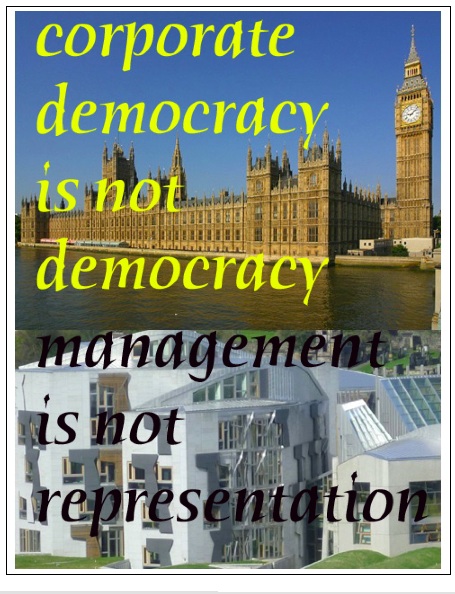 corporate
democracy
is not
democracy
management
is not
representation